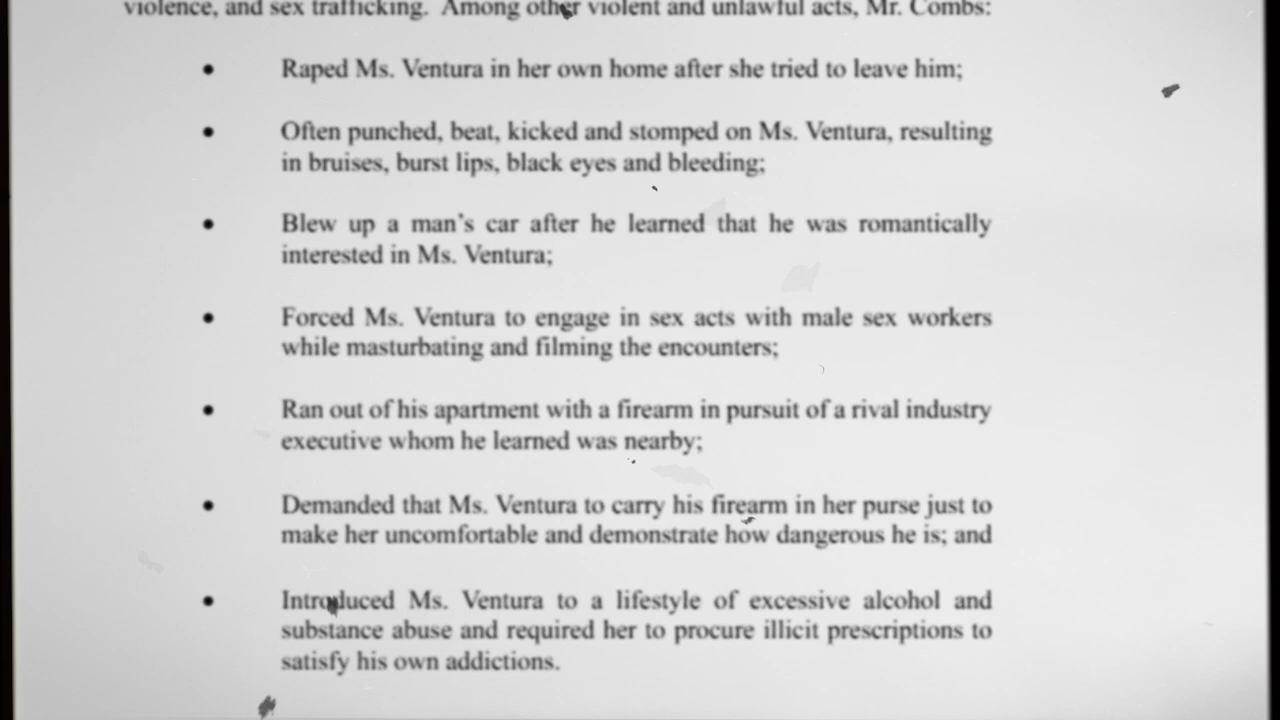 violence, and sex trafficking. Among other violent and unlawful acts, Mr. Combs:
• Raped Ms. Ventura in her own home after she tried to leave him;
• Often punched, beat, kicked and stomped on Ms. Ventura, resulting
in bruises, burst lips, black eyes and bleeding;
• Blew up a man’s car after he learned that he was romantically
interested in Ms. Ventura;
• Forced Ms. Ventura to engage in sex acts with male sex workers
while masturbating and filming the encounters;
• Ran out of his apartment with a firearm in pursuit of a rival industry
executive whom he learned was nearby;
• Demanded that Ms. Ventura to carry his firearm in her purse just to
make her uncomfortable and demonstrate how dangerous he is; and
• Introduced Ms. Ventura to a lifestyle of excessive alcohol and
substance abuse and required her to procure illicit prescriptions to
satisfy his own addictions.